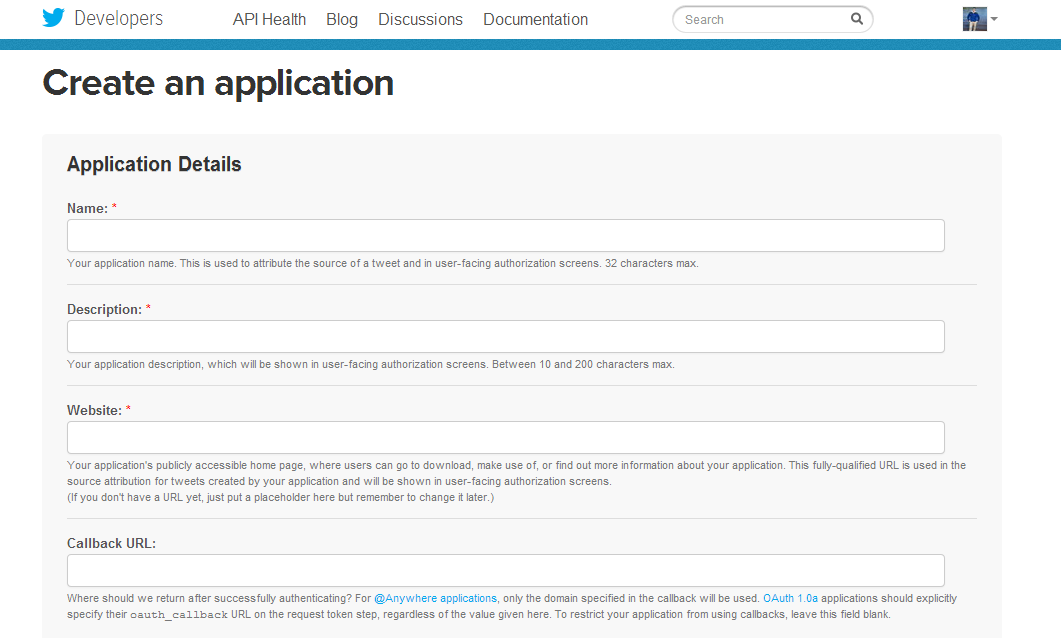 Developers API Health Blog Discussions Documentation Search
Create an application
Application Details
Name: *
Your application name. This is used to attribute the source of a tweet and in user-facing authorization screens. 32 characters max.
Description: *
Your application description, which will be shown in user-facing authorization screens. Between 10 and 200 characters max.
Website: *
Your application's publicly accessible home page, where users can go to download, make use of, or find out more information about your application. This fully-qualified URL is used in the
source attribution for tweets created by your application and will be shown in user-facing authorization screens.
(If you don't have a URL yet, just put a placeholder here but remember to change it later.)
Callback URL:
Where should we return after successfully authenticating? For @Anywhere applications, only the domain specified in the callback will be used. OAuth 1.0a applications should explicitly
specify their oauth_callback URL on the request token step, regardless of the value given here. To restrict your application from using callbacks, leave this field blank.